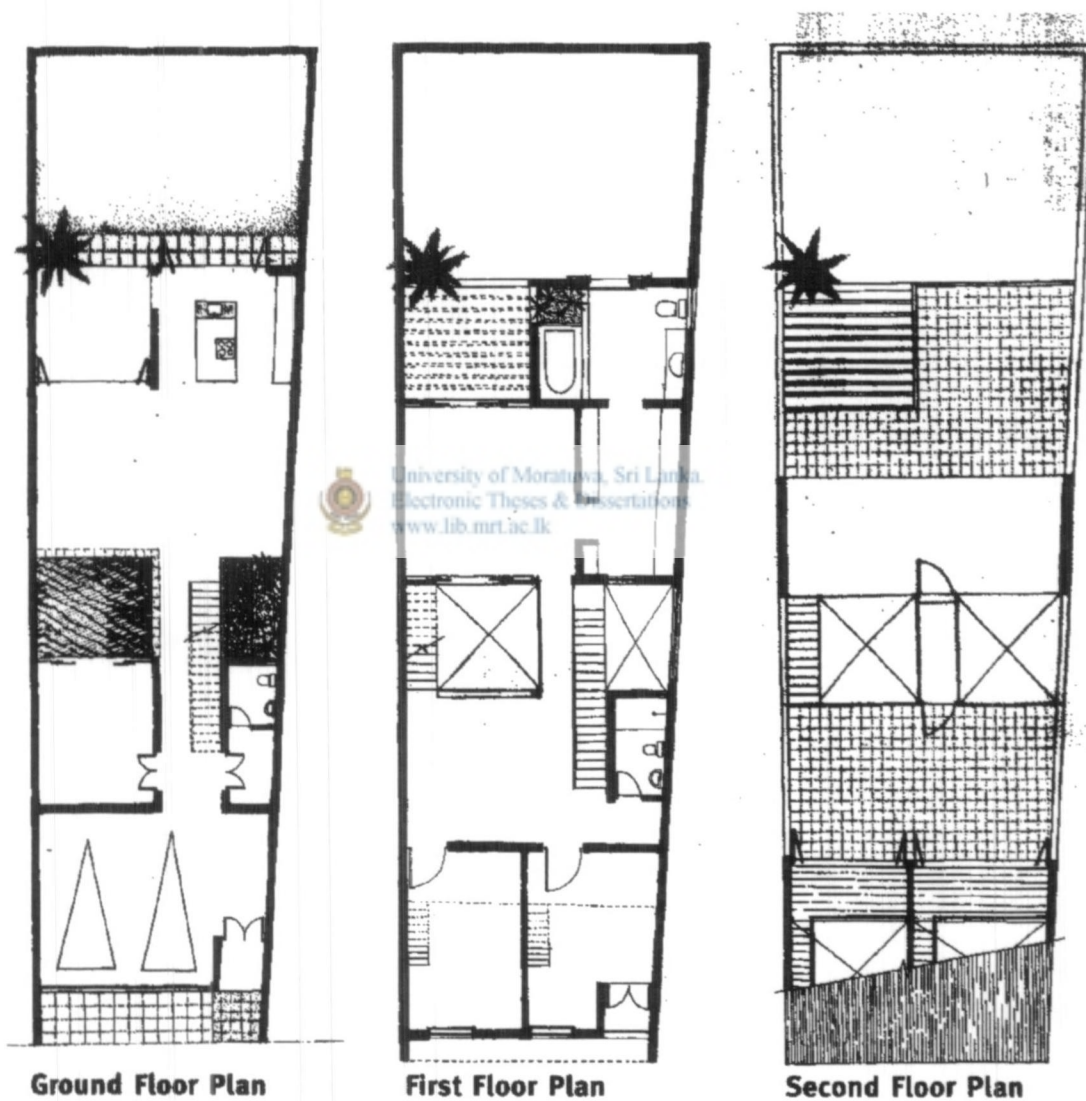 University of Moratuwa, Sri Lanka.
Electronic Theses & Dissertations
www.lib.mrt.ac.lk
Ground Floor Plan
First Floor Plan
Second Floor Plan